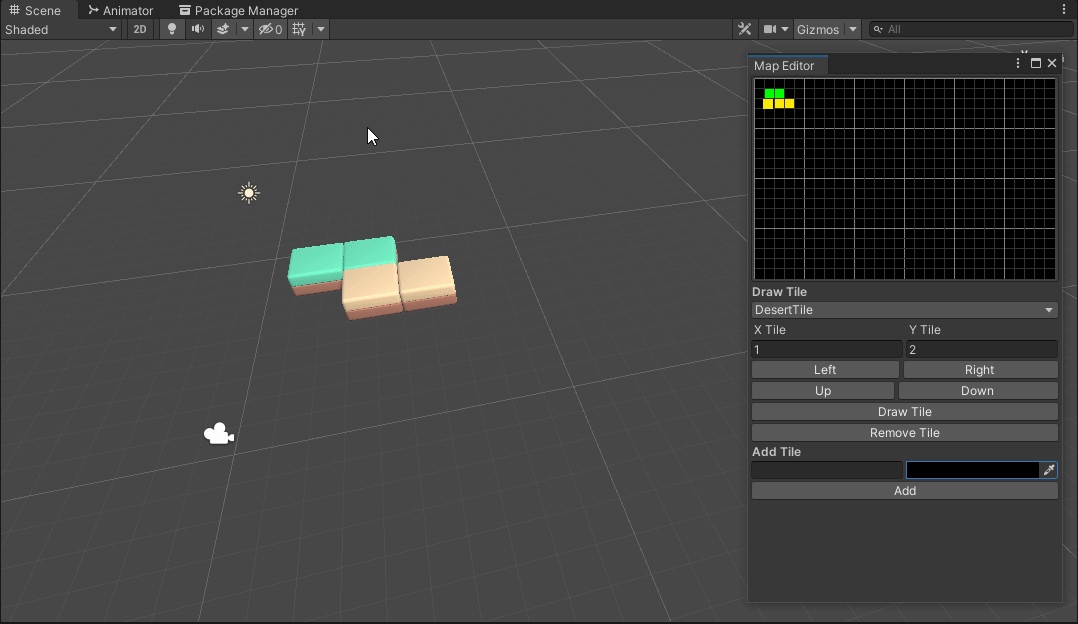 Scene Animator Package Manager
Shaded 2D 0 Gizmos All
Map Editor
Draw Tile
DesertTile
X Tile Y Tile
1 2
Left Right
Up Down
Draw Tile
Remove Tile
Add Tile
Add